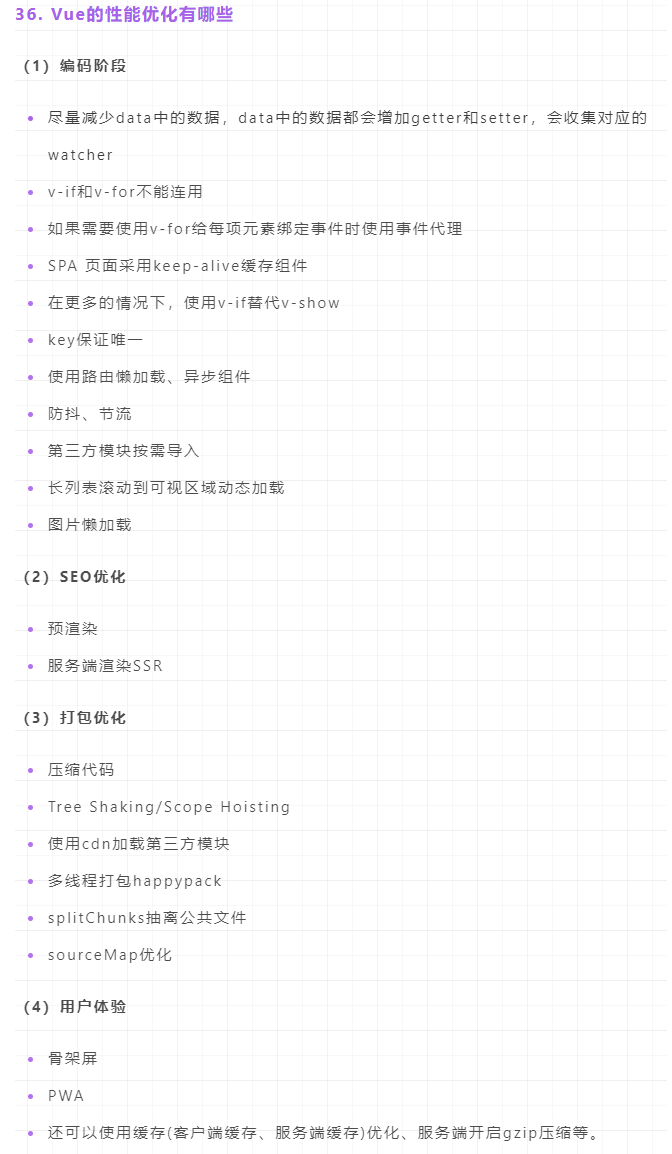 36. Vue的性能优化有哪些
（1）编码阶段
尽量减少data中的数据，data中的数据都会增加getter和setter，会收集对应的
watcher
v-if和v-for不能连用
如果需要使用v-for给每项元素绑定事件时使用事件代理
SPA 页面采用keep-alive缓存组件
在更多的情况下，使用v-if替代v-show
key保证唯一
使用路由懒加载、异步组件
防抖、节流
第三方模块按需导入
长列表滚动到可视区域动态加载
图片懒加载
（2）SEO优化
预渲染
服务端渲染SSR
（3）打包优化
压缩代码
Tree Shaking/Scope Hoisting
使用cdn加载第三方模块
多线程打包happypack
splitChunks抽离公共文件
sourceMap优化
（4）用户体验
骨架屏
PWA
还可以使用缓存(客户端缓存、服务端缓存)优化、服务端开启gzip压缩等。